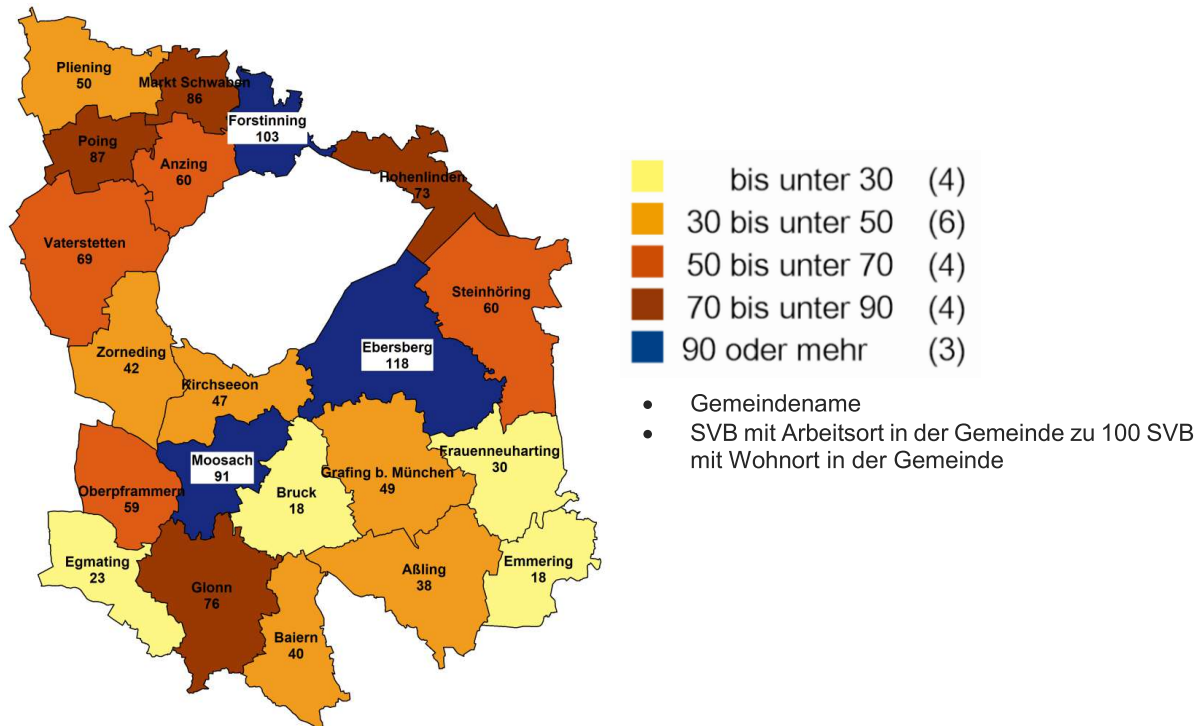 Pliening
50
Markt Schwaben
86
Forstinning
103
Poing
87
Anzing
60
Hohenlinden
73
Vaterstetten
69
Steinhöring
60
Zorneding
42
Ebersberg
118
Kirchseeon
47
Moosach
91
Frauenneuharting
30
Grafing b. München
49
Bruck
18
Oberpframmern
59
Egmating
23
Glonn
76
Aßling
38
Emmering
18
Baiern
40
bis unter 30 (4)
30 bis unter 50 (6)
50 bis unter 70 (4)
70 bis unter 90 (4)
90 oder mehr (3)
• Gemeindename
• SVB mit Arbeitsort in der Gemeinde zu 100 SVB
mit Wohnort in der Gemeinde